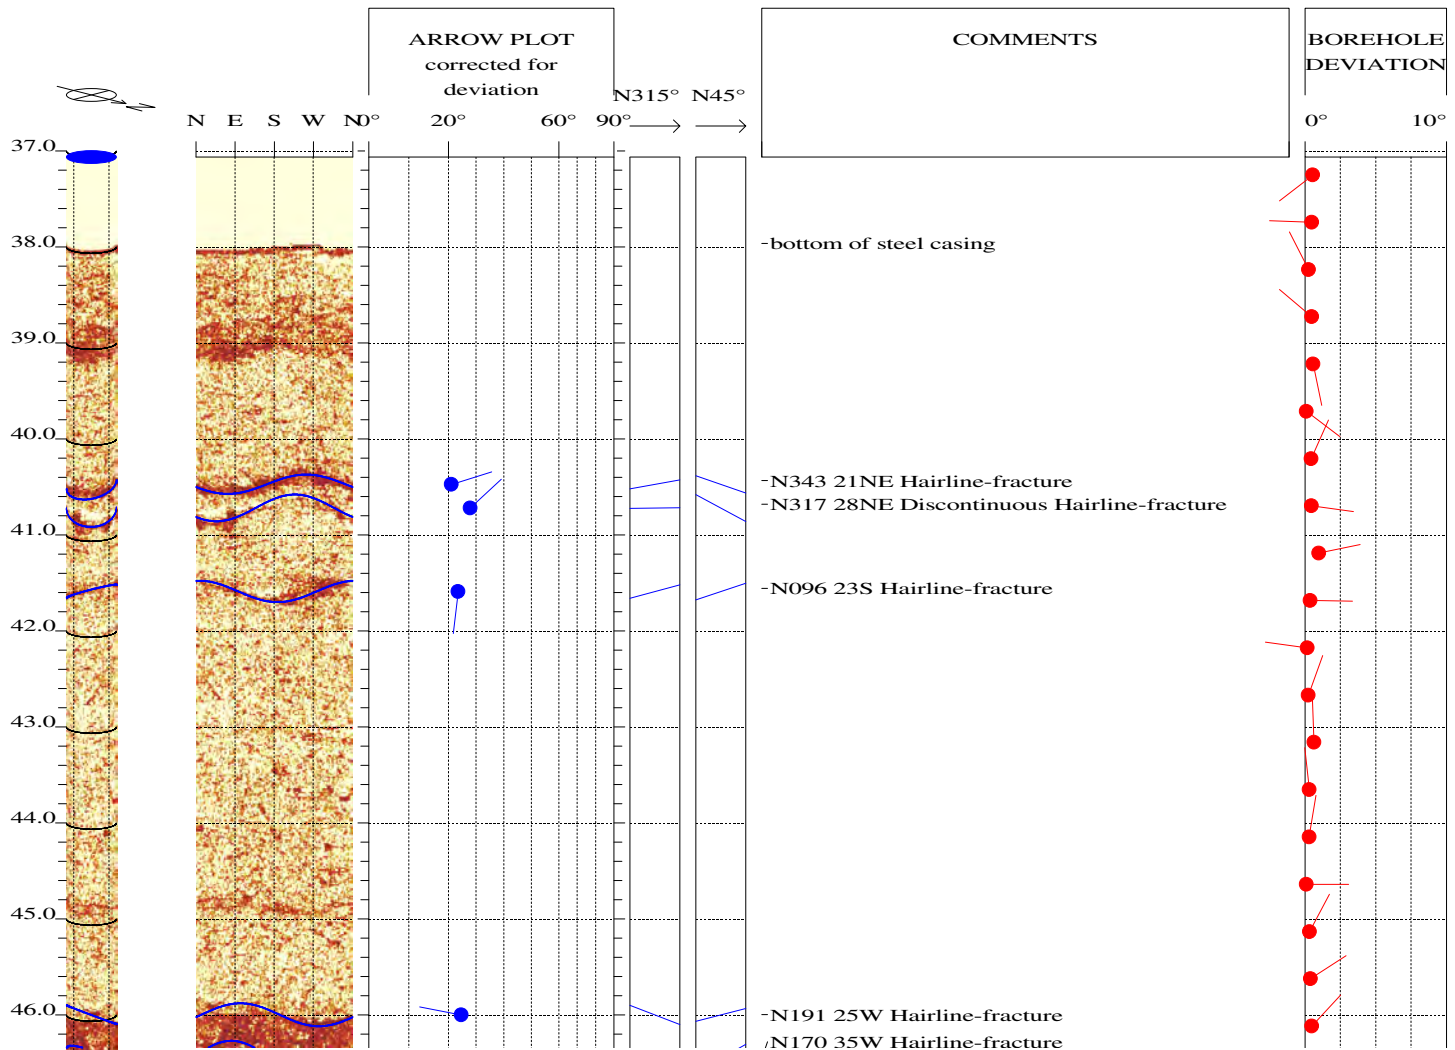 ARROW PLOT
corrected for
deviation
COMMENTS
BOREHOLE
DEVIATION
N
N E S W N
0° 20° 60° 90°
N315° N45°
0° 10°
37.0
38.0
-bottom of steel casing
39.0
40.0
-N343 21NE Hairline-fracture
-N317 28NE Discontinuous Hairline-fracture
41.0
-N096 23S Hairline-fracture
42.0
43.0
44.0
45.0
46.0
-N191 25W Hairline-fracture
/N170 35W Hairline-fracture